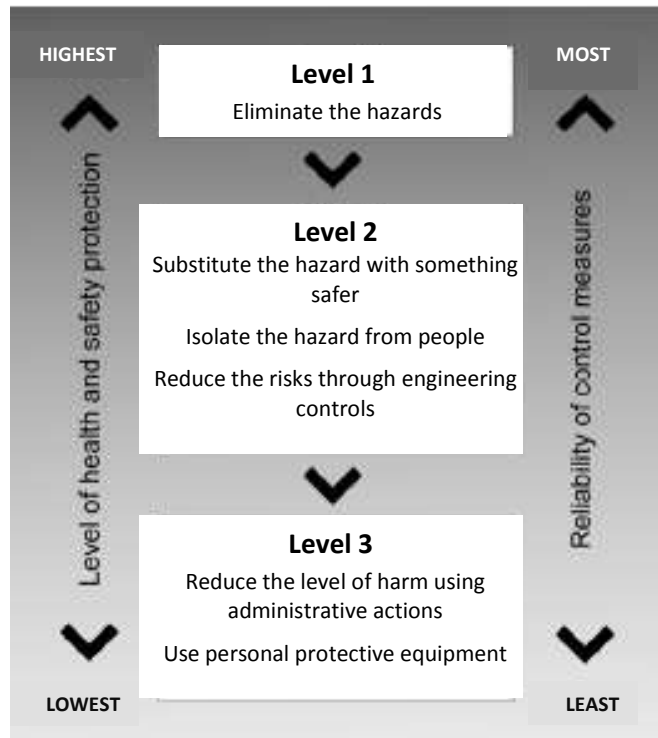 HIGHEST
MOST
Level 1
Eliminate the hazards
Level of health and safety protection
Reliability of control measures
Level 2
Substitute the hazard with something
safer
Isolate the hazard from people
Reduce the risks through engineering
controls
Level 3
Reduce the level of harm using
administrative actions
Use personal protective equipment
LOWEST
LEAST